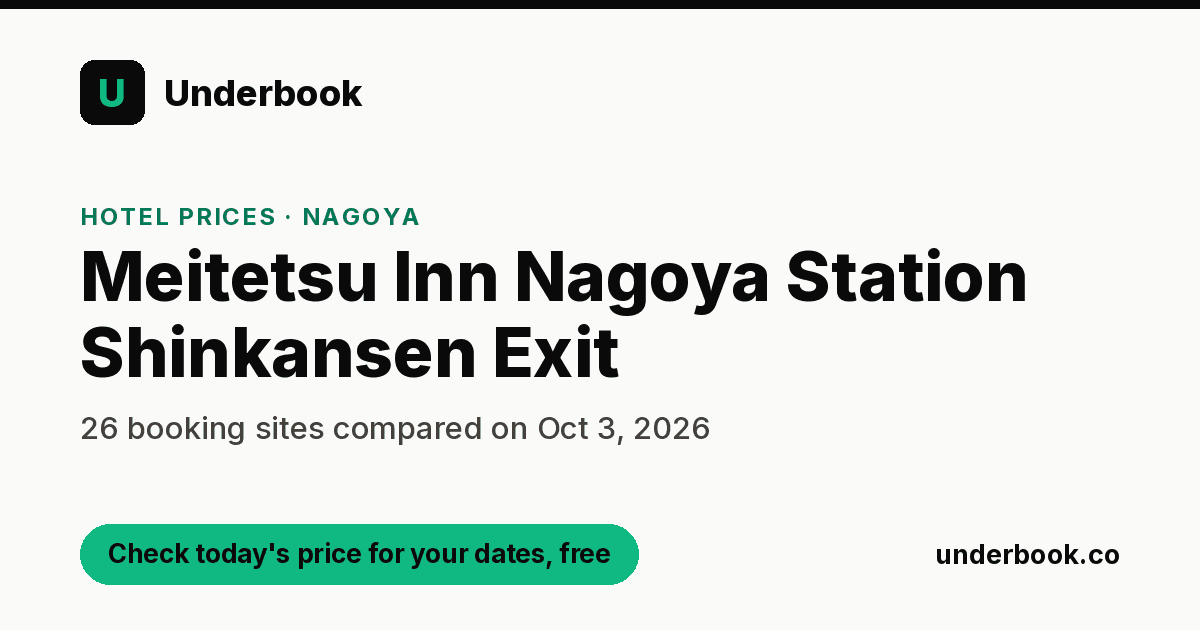 U
Underbook
HOTEL PRICES · NAGOYA
Meitetsu Inn Nagoya Station
Shinkansen Exit
26 booking sites compared on Oct 3, 2026
Check today's price for your dates, free
underbook.co